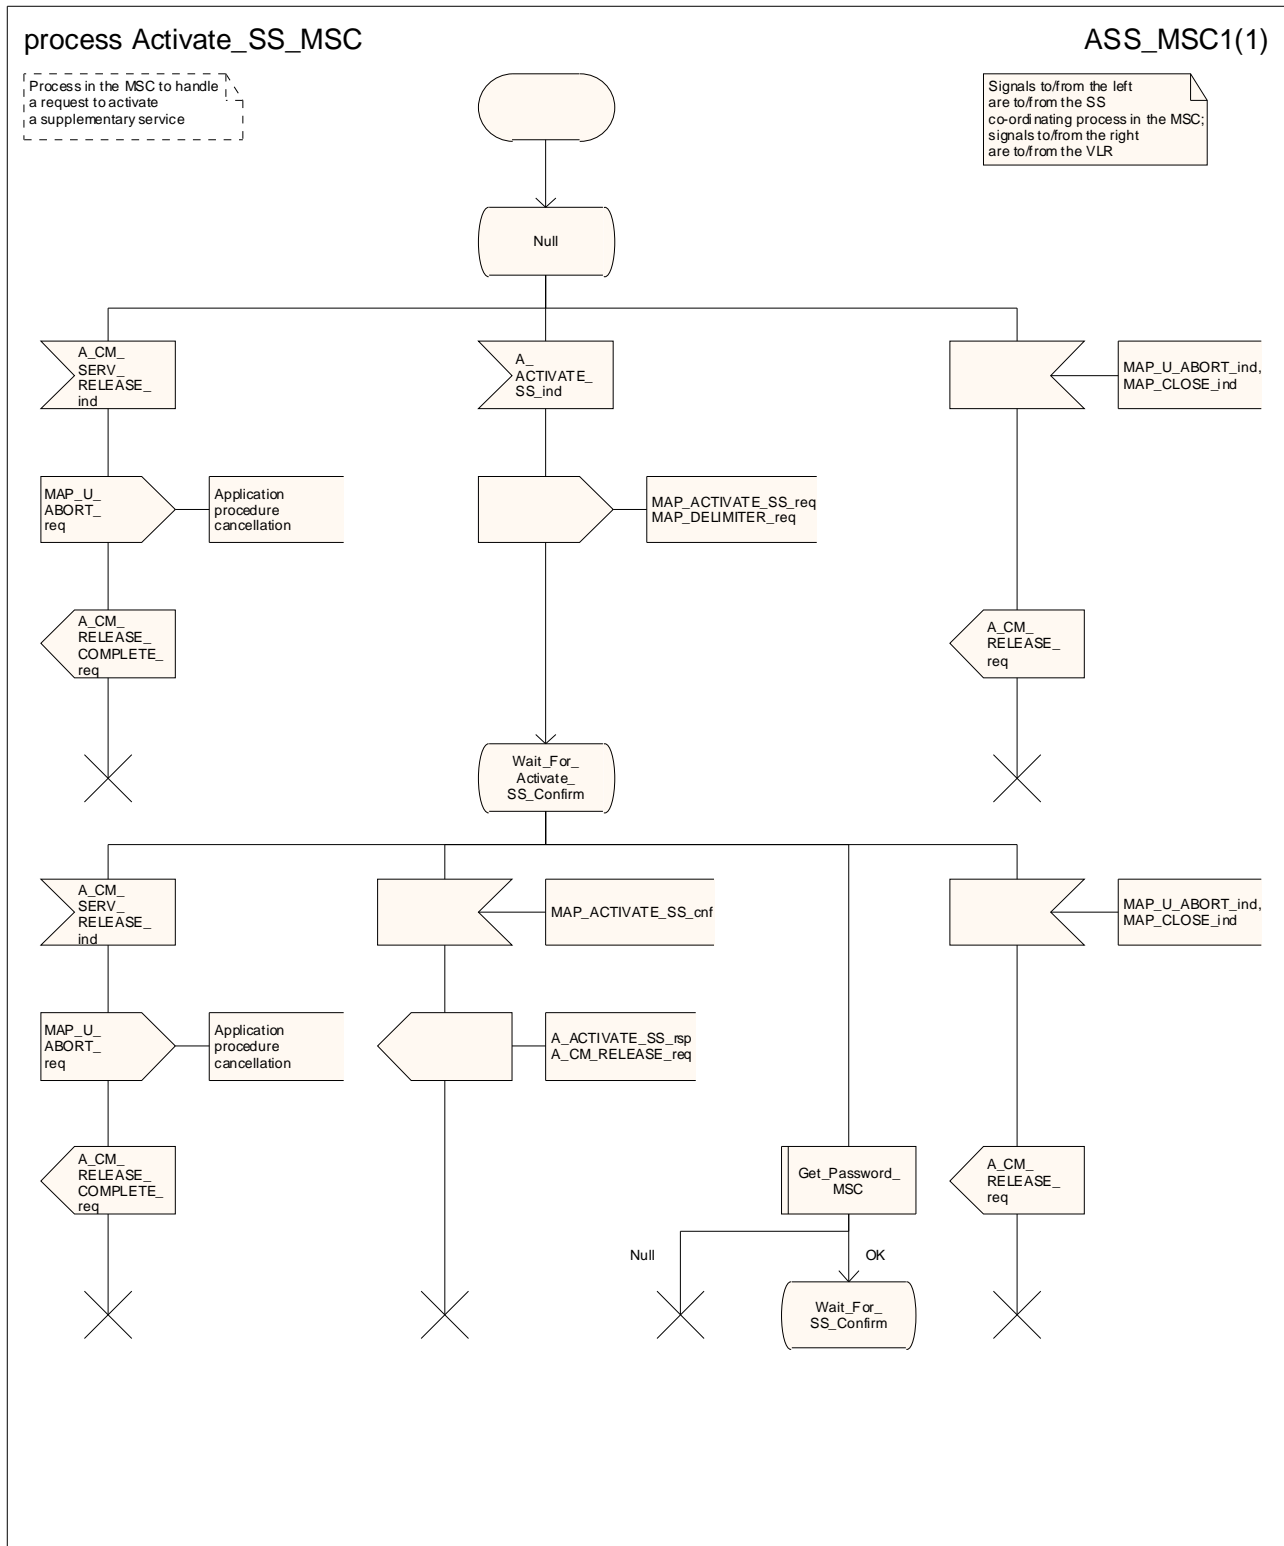 process Activate_SS_MSC
ASS_MSC1(1)
Process in the MSC to handle
a request to activate
a supplementary service
Signals to/from the left
are to/from the SS
co-ordinating process in the MSC;
signals to/from the right
are to/from the VLR
Null
A_CM_
SERV_
RELEASE_
ind
A_
ACTIVATE_
SS_ind
MAP_U_ABORT_ind,
MAP_CLOSE_ind
MAP_U_
ABORT_
req
Application
procedure
cancellation
MAP_ACTIVATE_SS_req
MAP_DELIMITER_req
A_CM_
RELEASE_
COMPLETE_
req
A_CM_
RELEASE_
req
Wait_For_
Activate_
SS_Confirm
A_CM_
SERV_
RELEASE_
ind
MAP_ACTIVATE_SS_cnf
MAP_U_ABORT_ind,
MAP_CLOSE_ind
MAP_U_
ABORT_
req
Application
procedure
cancellation
A_ACTIVATE_SS_rsp
A_CM_RELEASE_req
A_CM_
RELEASE_
COMPLETE_
req
Get_Password_
MSC
A_CM_
RELEASE_
req
Null
OK
Wait_For_
SS_Confirm